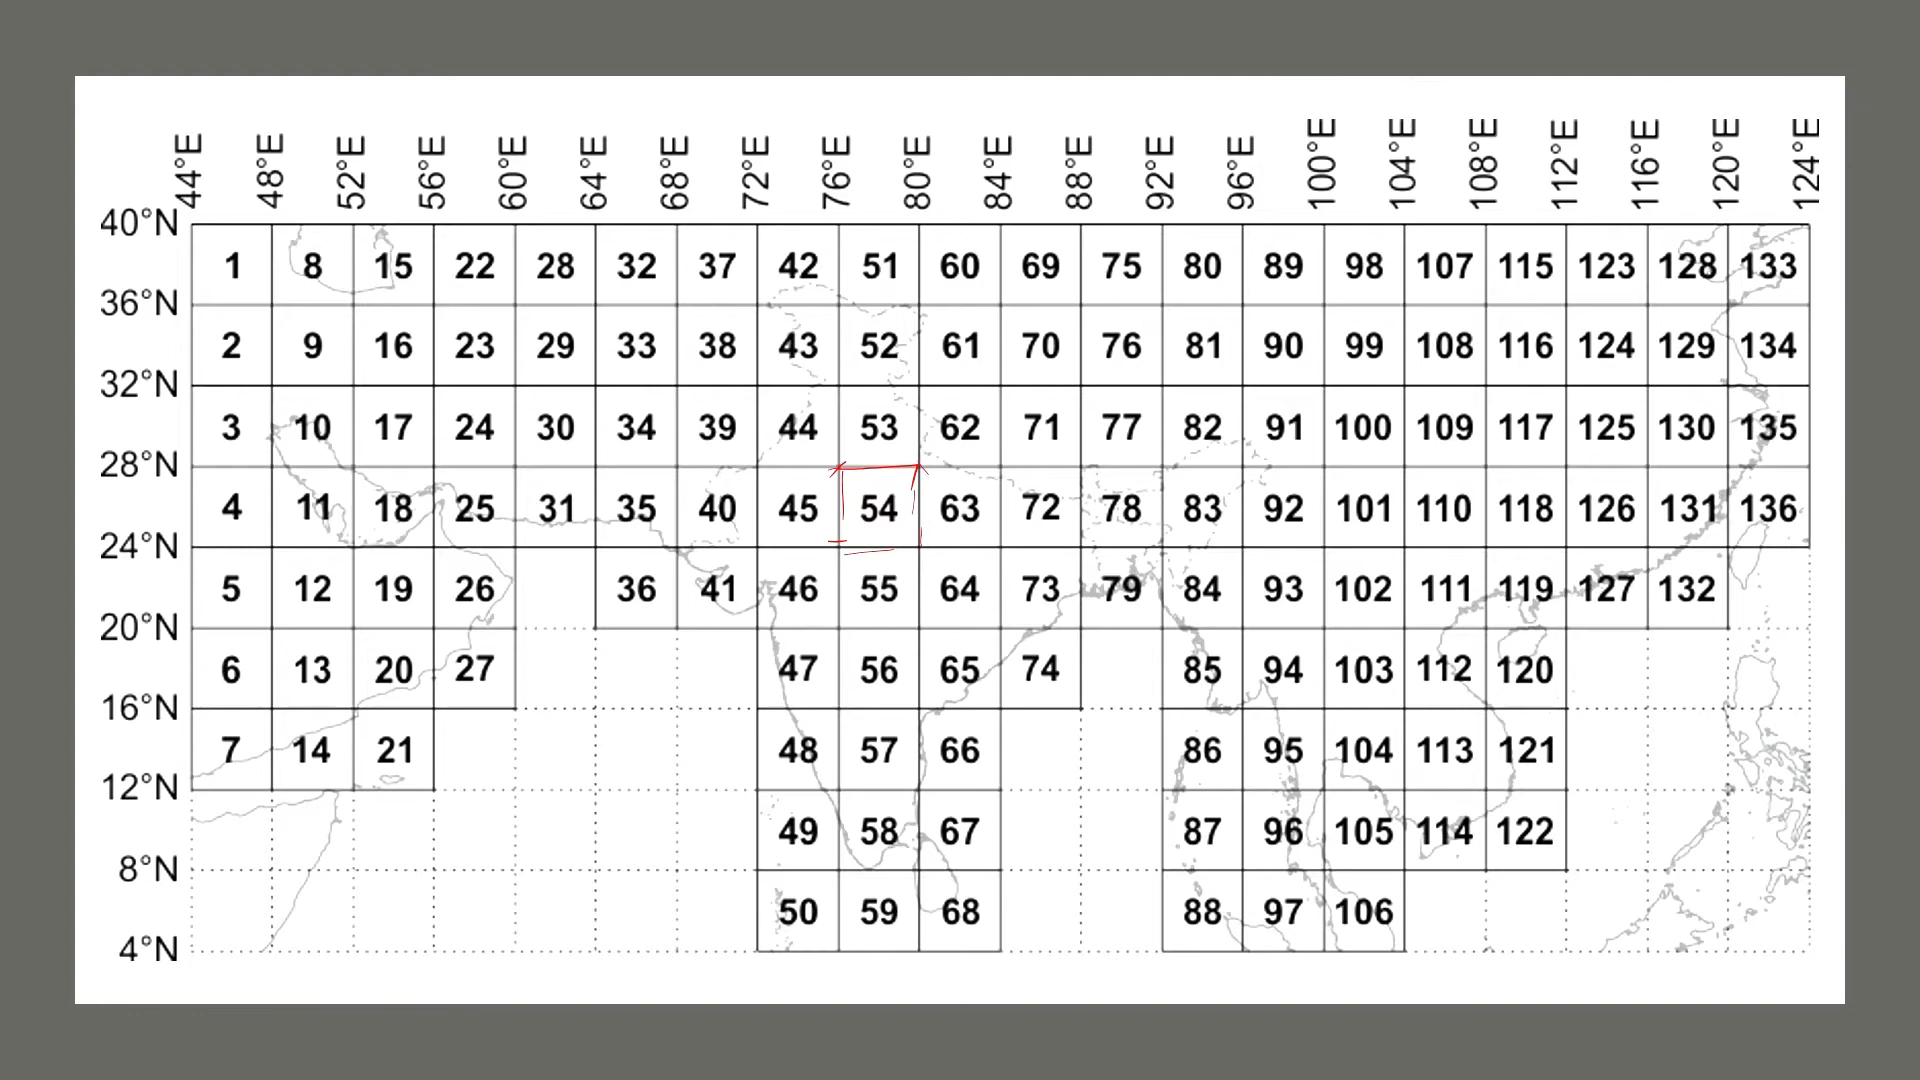 44°E 48°E 52°E 56°E 60°E 64°E 68°E 72°E 76°E 80°E 84°E 88°E 92°E 96°E 100°E 104°E 108°E 112°E 116°E 120°E 124°E
40°N
1 8 15 22 28 32 37 42 51 60 69 75 80 89 98 107 115 123 128 133
36°N
2 9 16 23 29 33 38 43 52 61 70 76 81 90 99 108 116 124 129 134
32°N
3 10 17 24 30 34 39 44 53 62 71 77 82 91 100 109 117 125 130 135
28°N
4 11 18 25 31 35 40 45 54 63 72 78 83 92 101 110 118 126 131 136
24°N
5 12 19 26 36 41 46 55 64 73 79 84 93 102 111 119 127 132
20°N
6 13 20 27 47 56 65 74 85 94 103 112 120
16°N
7 14 21 48 57 66 86 95 104 113 121
12°N
49 58 67 87 96 105 114 122
8°N
50 59 68 88 97 106
4°N